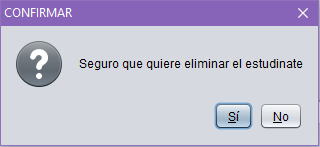 CONFIRMAR
Seguro que quiere eliminar el estudinate
Sí No